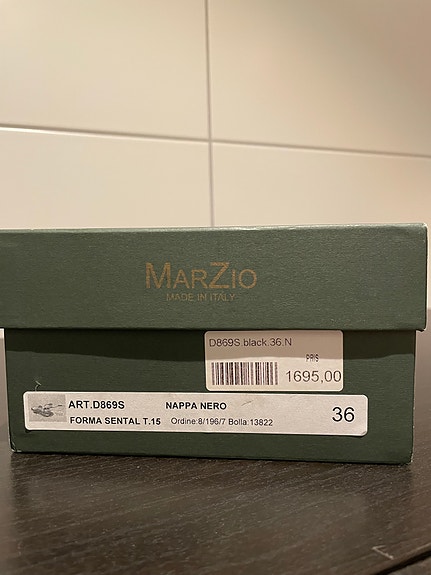 MARZIO
MADE IN ITALY
D869S.black.36.N
PRIS
1695,00
ART.D869S NAPPA NERO
FORMA SENTAL T.15 Ordine:8/196/7 Bolla:13822
36